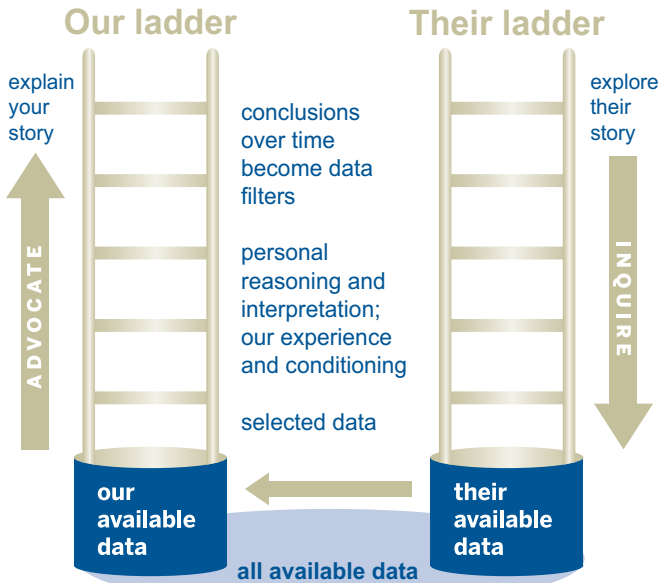 Our ladder
Their ladder
explain
your
story
ADVOCATE
conclusions
over time
become data
filters
personal
reasoning and
interpretation;
our experience
and conditioning
selected data
explore
their
story
INQUIRE
our
available
data
their
available
data
all available data